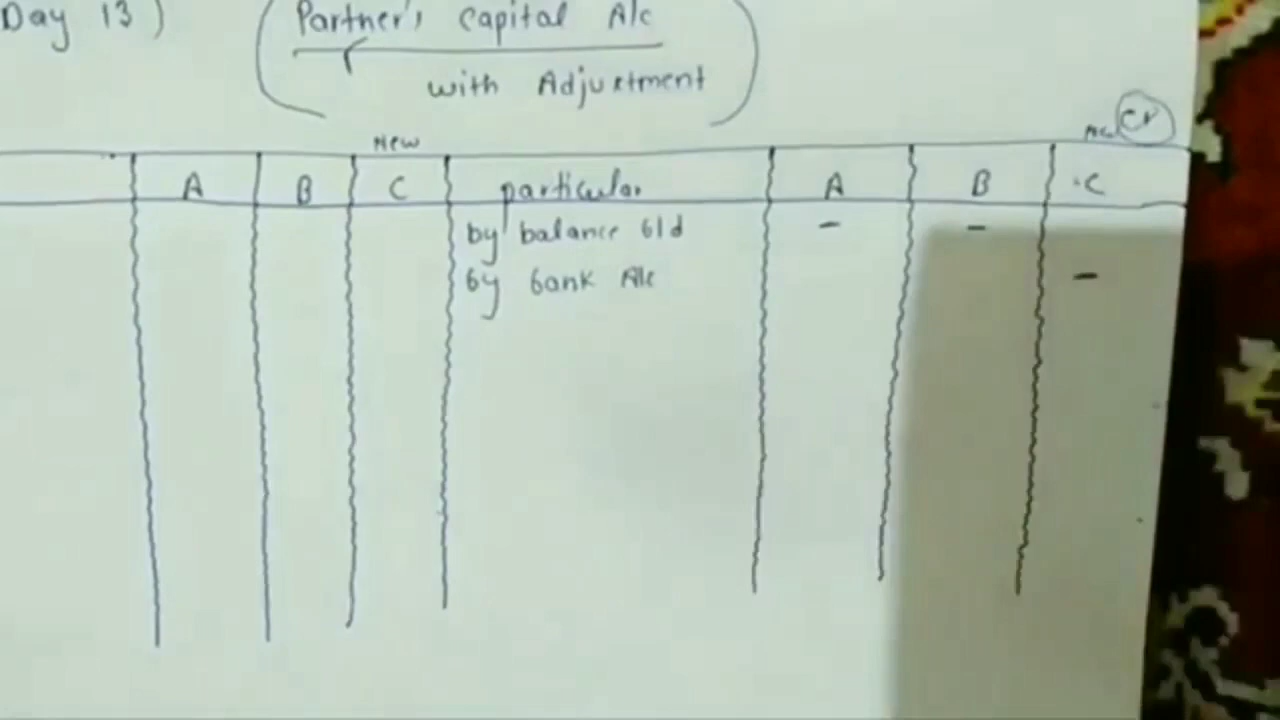 Day 13)
Partner's Capital A/c
with Adjustment
New
Cr
A B C particular A B C
by balance b/d - -
by bank A/c -